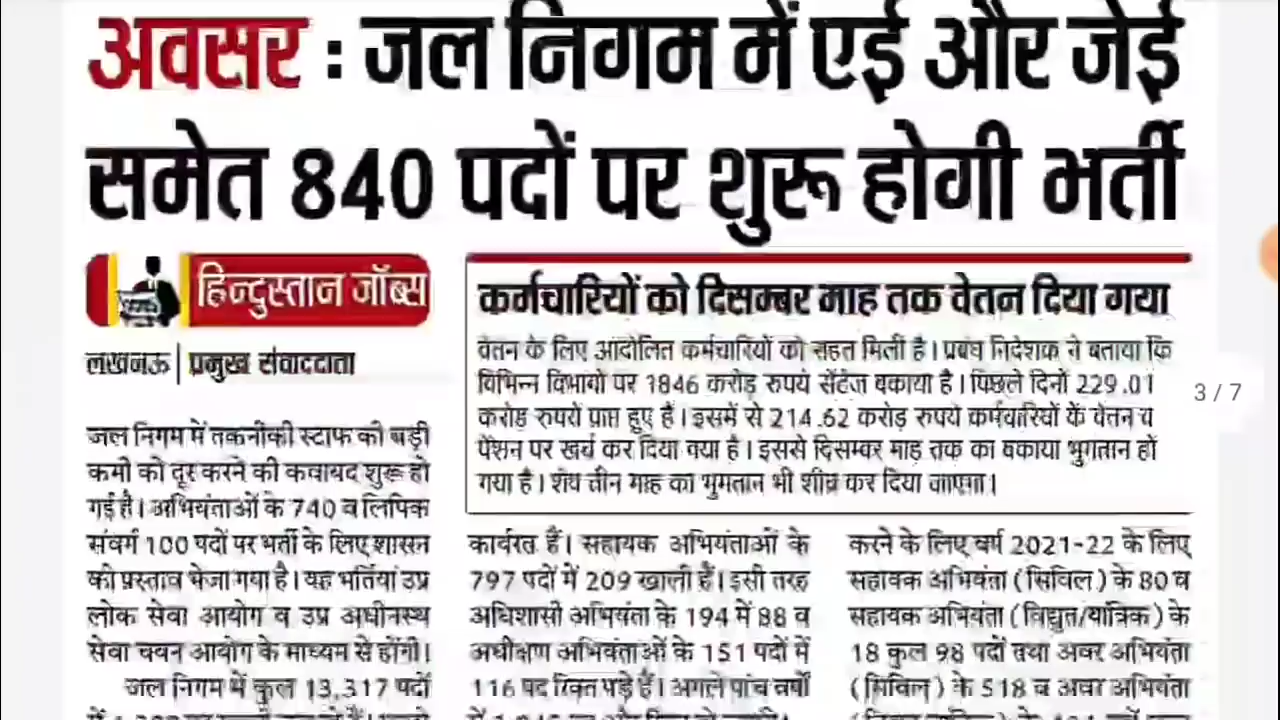 अवसर : जल निगम में एई और जेई
समेत 840 पदों पर शुरू होगी भर्ती
हिन्दुस्तान जॉब्स
लखनऊ | प्रमुख संवाददाता
जल निगम में तकनीकी स्टाफ की बड़ी
कमी को दूर करने की कवायद शुरू हो
गई है। अभियंताओं के 740 व लिपिक
संवर्ग 100 पदों पर भर्ती के लिए शासन
को प्रस्ताव भेजा गया है। यह भर्तियां उप्र
लोक सेवा आयोग व उप्र अधीनस्थ
सेवा चयन आयोग के माध्यम से होंगी।
जल निगम में कुल 13,317 पदों
कर्मचारियों को दिसम्बर माह तक वेतन दिया गया
वेतन के लिए आंदोलित कर्मचारियों को राहत मिली है। प्रबंध निदेशक ने बताया कि
विभिन्न विभागों पर 1846 करोड़ रुपये सेंटेज बकाया है। पिछले दिनों 229.01
करोड़ रुपये प्राप्त हुए हैं। इसमें से 214.62 करोड़ रुपये कर्मचारियों के वेतन व
पेंशन पर खर्च कर दिया गया है। इससे दिसम्बर माह तक का बकाया भुगतान हो
गया है। शेष तीन माह का भुगतान भी शीघ्र कर दिया जाएगा।
कार्यरत हैं। सहायक अभियंताओं के
797 पदों में 209 खाली हैं। इसी तरह
अधिशासी अभियंता के 194 में 88 व
अधीक्षण अभियंताओं के 151 पदों में
116 पद रिक्त पड़े हैं। अगले पांच वर्षों
करने के लिए वर्ष 2021-22 के लिए
सहायक अभियंता (सिविल) के 80 व
सहायक अभियंता (विद्युत/यांत्रिक) के
18 कुल 98 पदों तथा अवर अभियंता
(सिविल) के 518 व अवर अभियंता
3 / 7